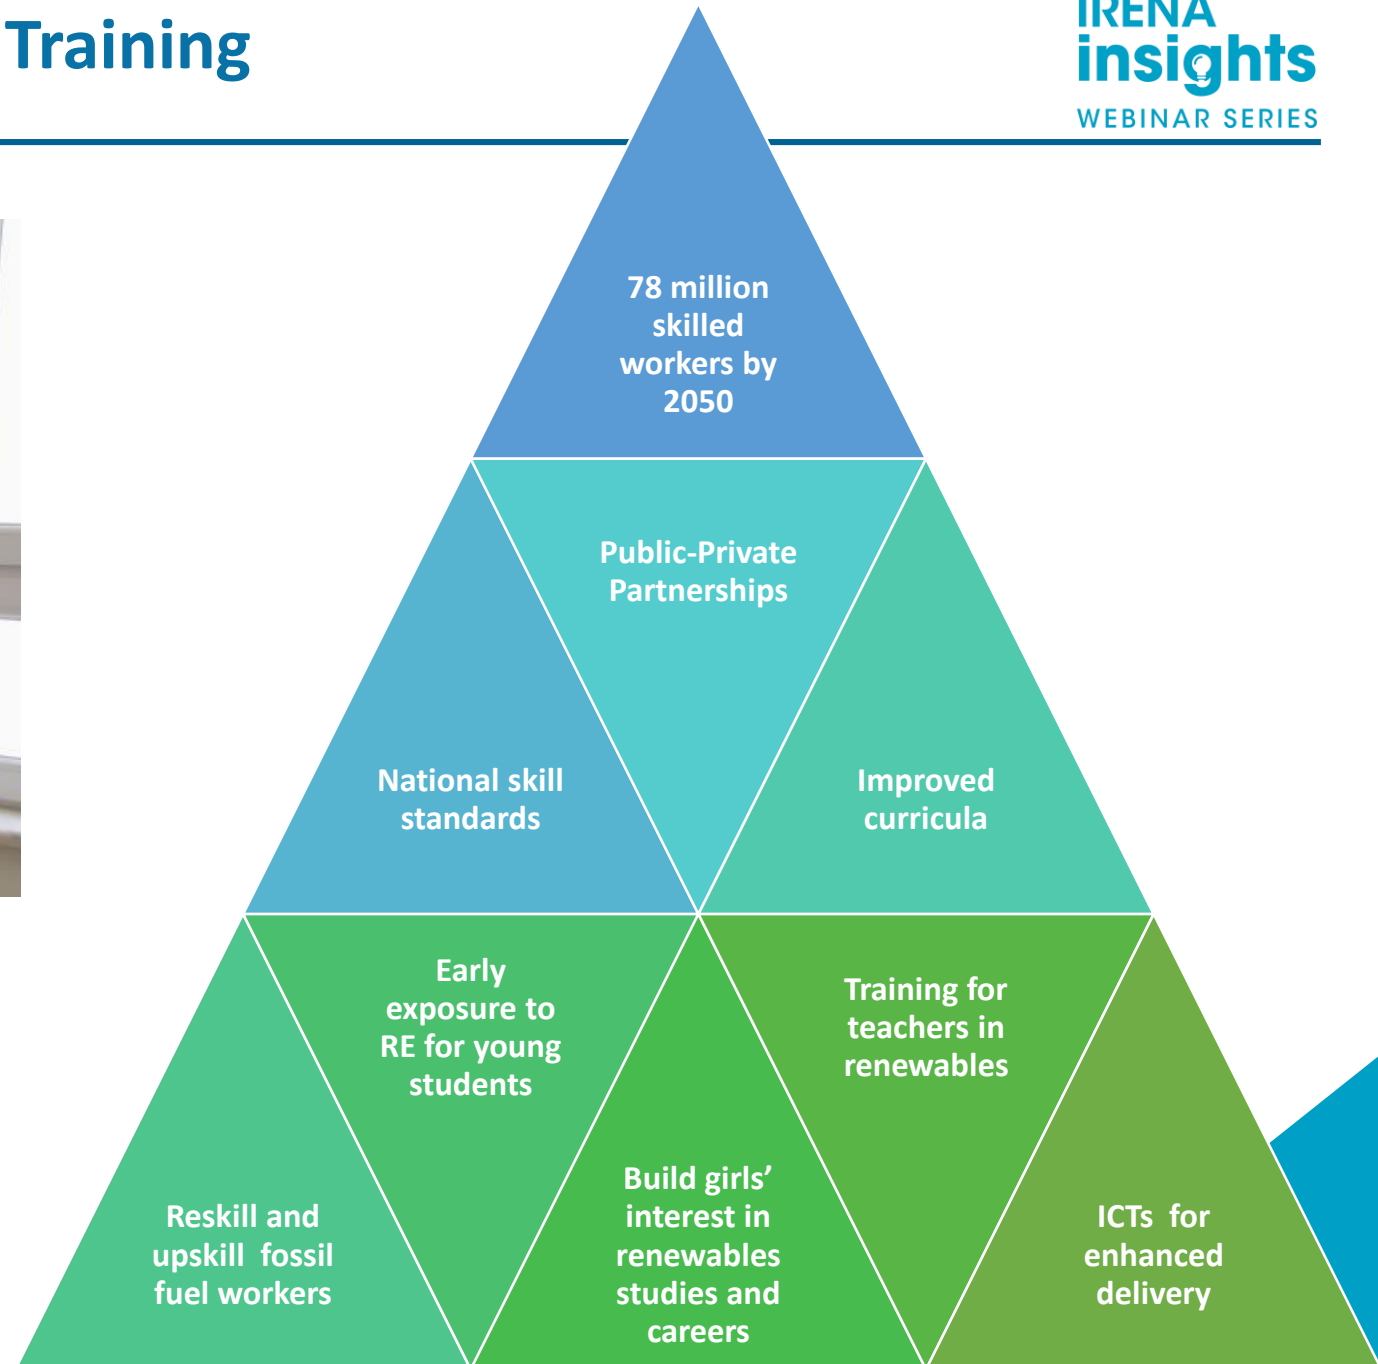 Training
IRENA
insights
WEBINAR SERIES
78 million
skilled
workers by
2050
Public-Private
Partnerships
National skill
standards
Improved
curricula
Early
exposure to
RE for young
students
Training for
teachers in
renewables
Reskill and
upskill  fossil
fuel workers
Build girls’
interest in
renewables
studies and
careers
ICTs  for
enhanced
delivery